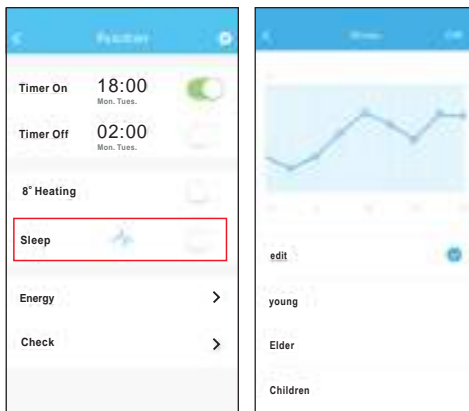 Function
Timer On 18:00
Mon. Tues.
Timer Off 02:00
Mon. Tues.
8° Heating
Sleep
Energy
Check
edit
young
Elder
Children